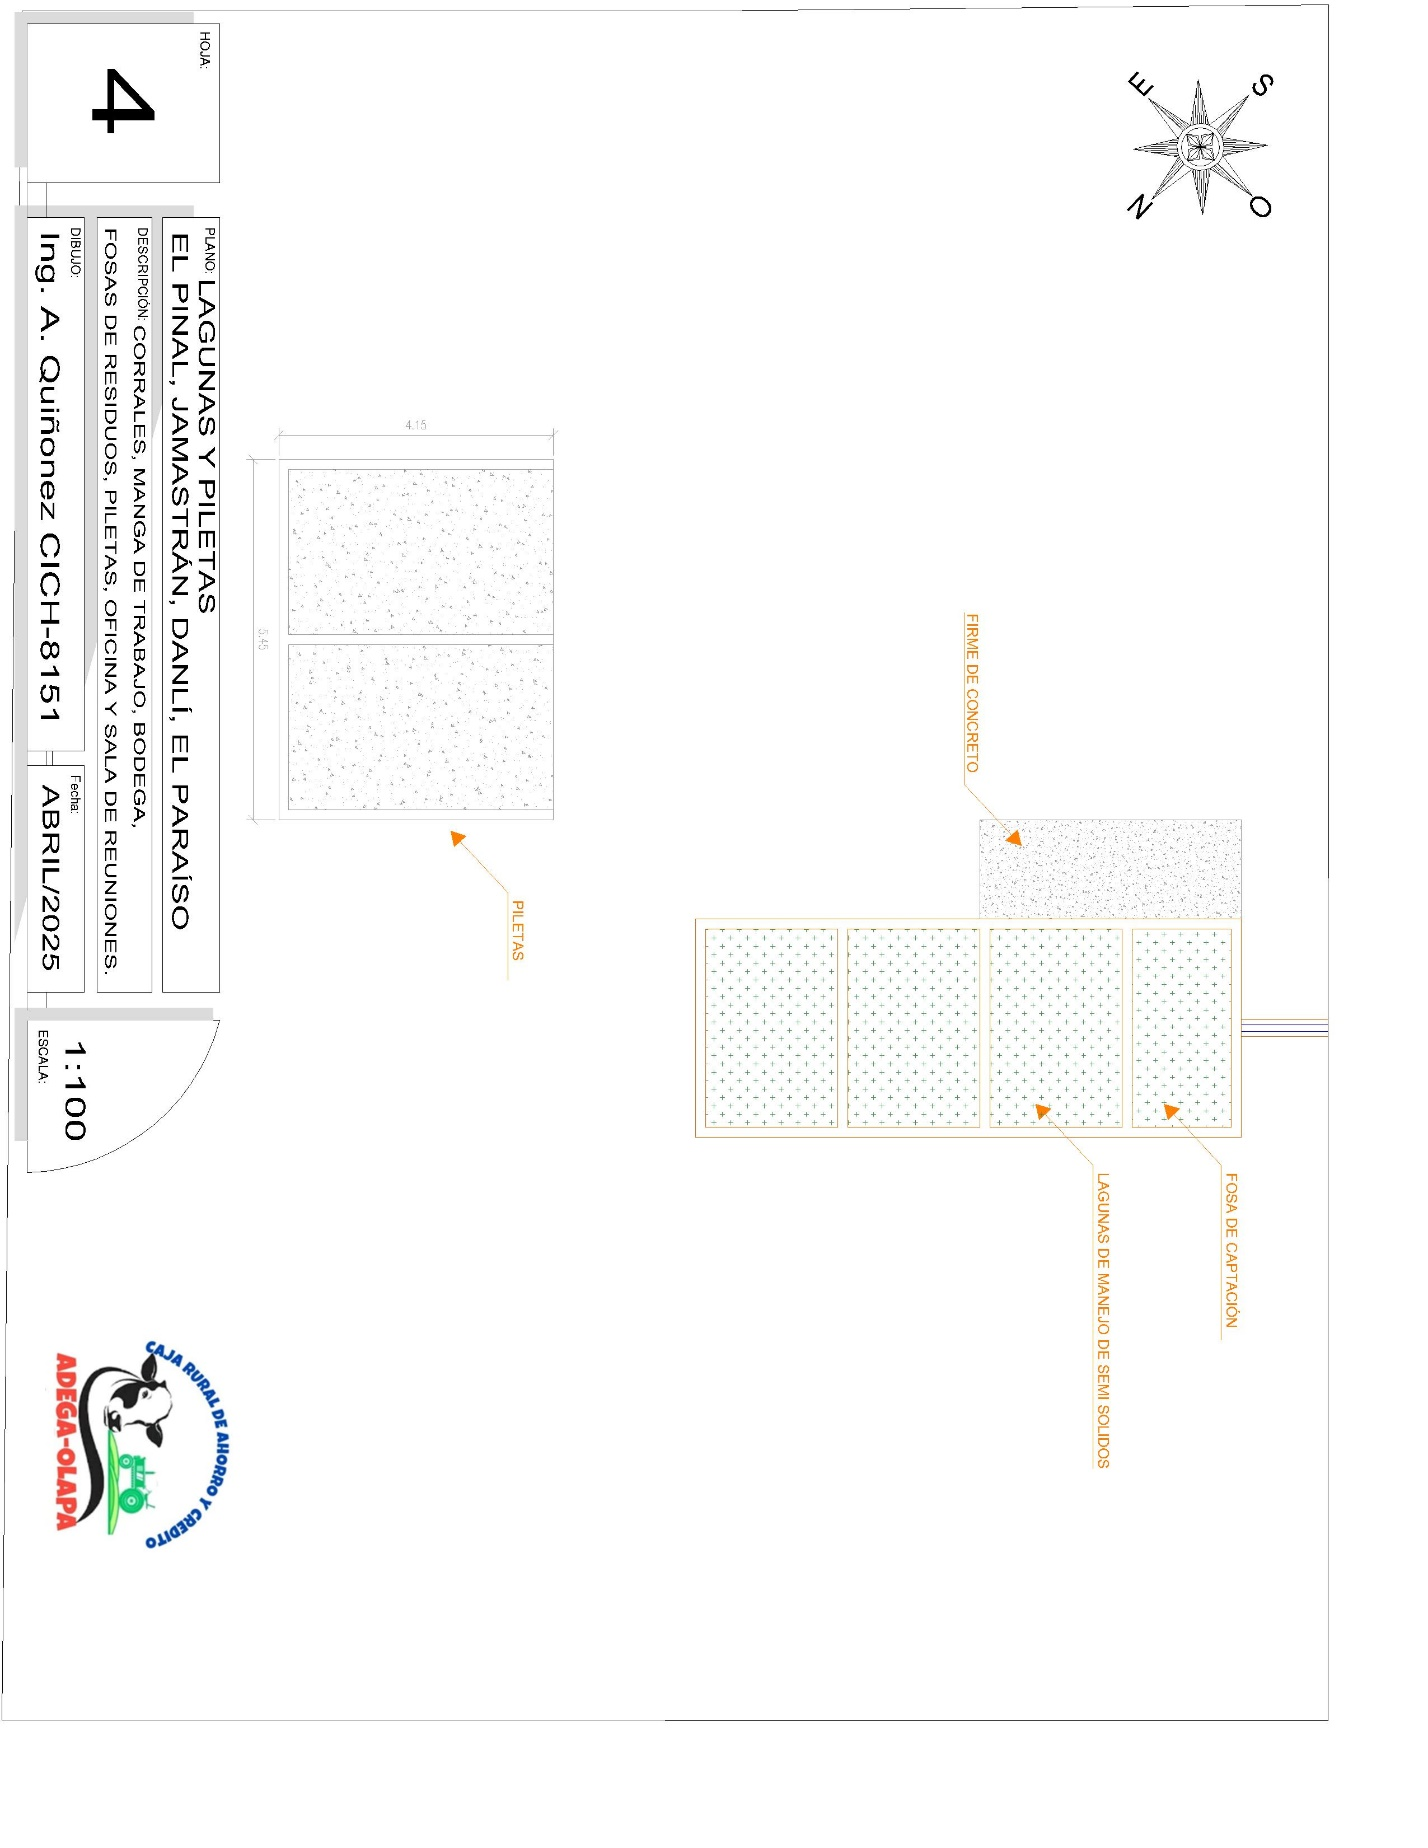 S
O
E
N
FIRME DE CONCRETO
FOSA DE CAPTACIÓN
LAGUNAS DE MANEJO DE SEMI SOLIDOS
4.15
5.45
PILETAS
HOJA:
4
PLANO: LAGUNAS Y PILETAS
EL PINAL, JAMASTRÁN, DANLÍ, EL PARAÍSO
DESCRIPCIÓN: CORRALES, MANGA DE TRABAJO, BODEGA,
FOSAS DE RESIDUOS, PILETAS, OFICINA Y SALA DE REUNIONES.
DIBUJO:
Ing. A. Quiñonez CICH-8151
Fecha:
ABRIL/2025
1:100
ESCALA:
CAJA RURAL DE AHORRO Y CREDITO
ADEGA-OLAPA